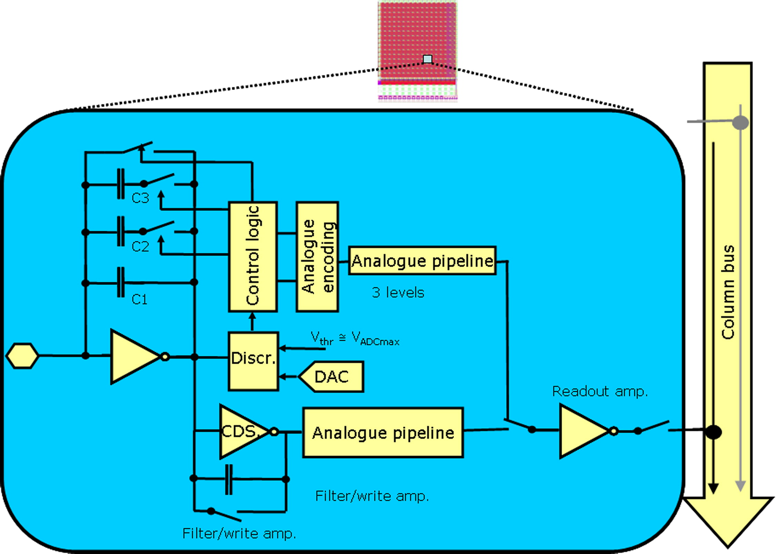 C3
C2
C1
Control logic
Analogue
encoding
Analogue pipeline
3 levels
Column bus
Discr.
Vthr ≅ VADCmax
DAC
Readout amp.
CDS.
Analogue pipeline
Filter/write amp.
Filter/write amp.